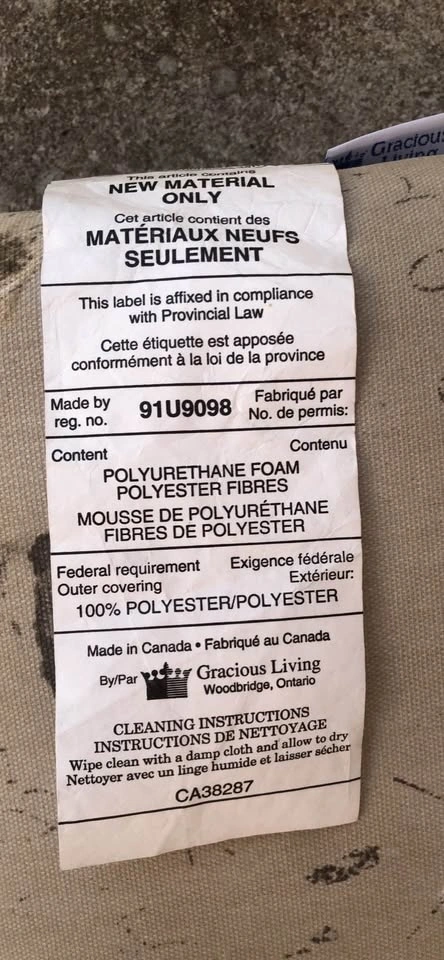 This article contains
NEW MATERIAL
ONLY
Cet article contient des
MATÉRIAUX NEUFS
SEULEMENT
This label is affixed in compliance
with Provincial Law
Cette étiquette est apposée
conformément à la loi de la province
Made by
reg. no.
91U9098
Fabriqué par
No. de permis:
Content
Contenu
POLYURETHANE FOAM
POLYESTER FIBRES
MOUSSE DE POLYURÉTHANE
FIBRES DE POLYESTER
Federal requirement
Outer covering
Exigence fédérale
Extérieur:
100% POLYESTER/POLYESTER
Made in Canada • Fabriqué au Canada
By/Par
Gracious Living
Woodbridge, Ontario
CLEANING INSTRUCTIONS
INSTRUCTIONS DE NETTOYAGE
Wipe clean with a damp cloth and allow to dry
Nettoyer avec un linge humide et laisser sécher
CA38287
Gracious
Living